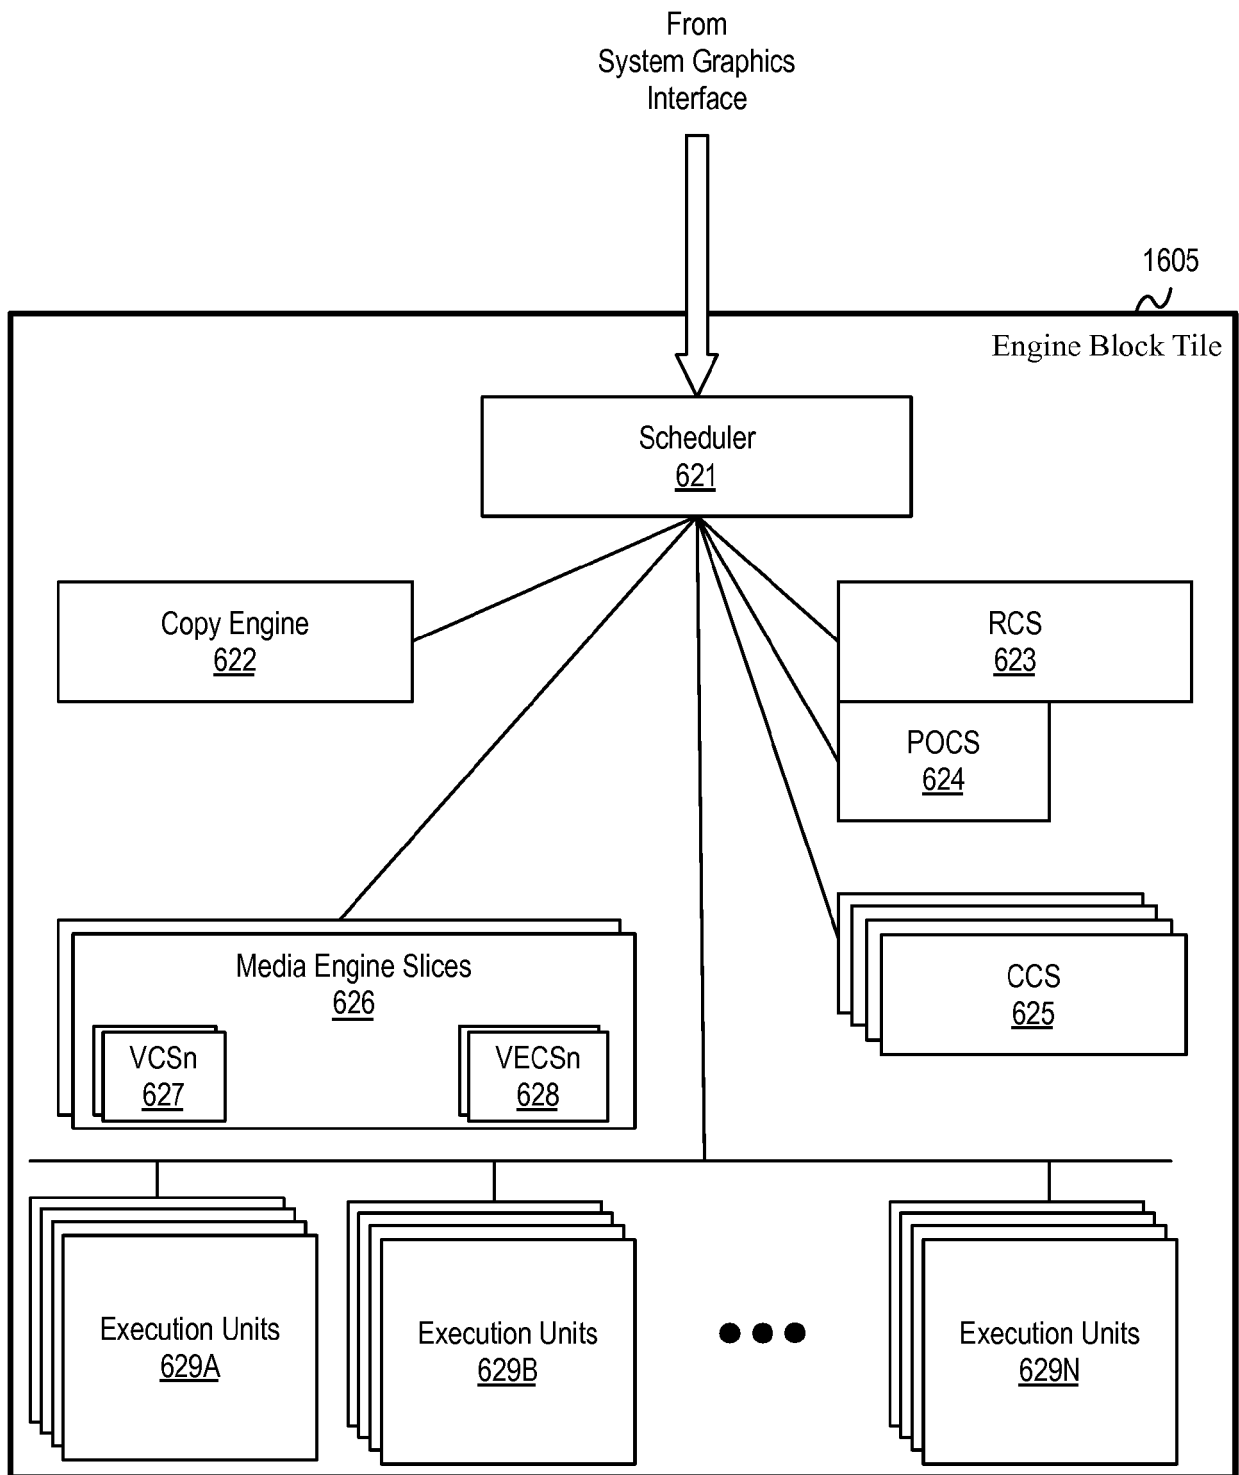 From
System Graphics
Interface
1605
Engine Block Tile
Scheduler
621
Copy Engine
622
RCS
623
POCS
624
Media Engine Slices
626
CCS
625
VCSn
627
VECSn
628
Execution Units
629A
Execution Units
629B
Execution Units
629N